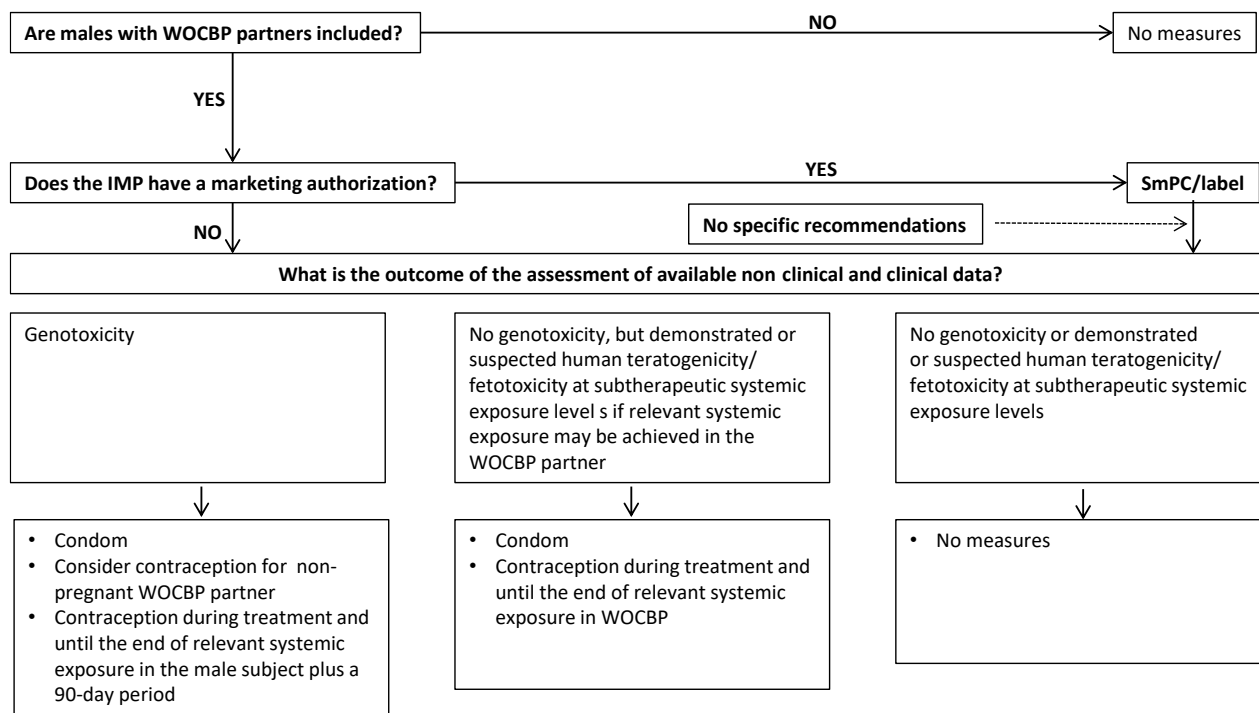 Are males with WOCBP partners included?
NO
No measures
YES
Does the IMP have a marketing authorization?
YES
SmPC/label
NO
No specific recommendations
What is the outcome of the assessment of available non clinical and clinical data?
Genotoxicity
No genotoxicity, but demonstrated or
suspected human teratogenicity/
fetotoxicity at subtherapeutic systemic
exposure level s if relevant systemic
exposure may be achieved in the
WOCBP partner
No genotoxicity or demonstrated
or suspected human teratogenicity/
fetotoxicity at subtherapeutic systemic
exposure levels
• Condom
• Consider contraception for non-
pregnant WOCBP partner
• Contraception during treatment and
until the end of relevant systemic
exposure in the male subject plus a
90-day period
• Condom
• Contraception during treatment and
until the end of relevant systemic
exposure in WOCBP
• No measures